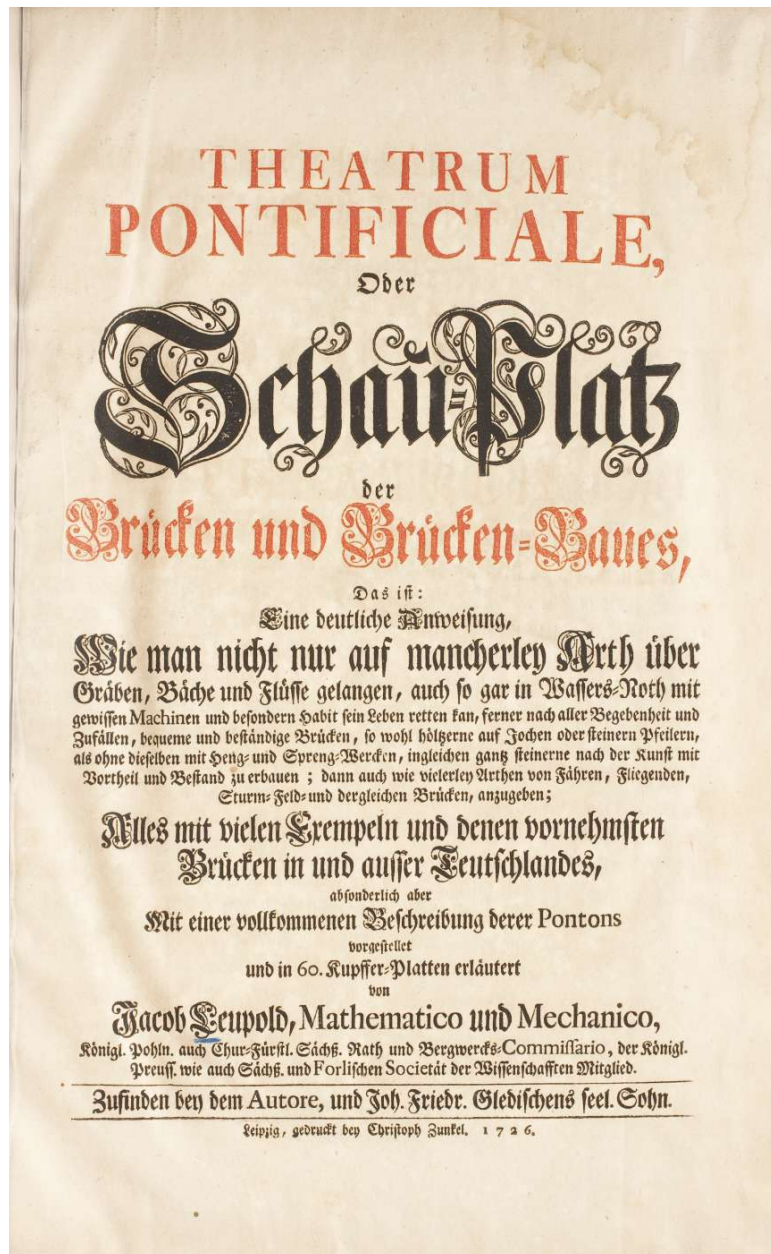 THEATRUM
PONTIFICIALE,
Oder
Schau-Platz
der
Brücken und Brücken-Baues,
Das ist:
Eine deutliche Anweisung,
Wie man nicht nur auf mancherley Arth über
Gräben, Bäche und Flüsse gelangen, auch so gar in Wassers-Noth mit
gewissen Machinen und besondern Habit sein Leben retten kan, ferner nach aller Begebenheit und
Zufällen, bequeme und beständige Brücken, so wohl höltzerne auf Jochen oder steinern Pfeilern,
als ohne dieselben mit Heng- und Spreng-Wercken, ingleichen gantz steinerne nach der Kunst mit
Vortheil und Bestand zu erbauen ; dann auch wie vielerley Arthen von Fähren, Fliegenden,
Sturm-Feld- und dergleichen Brücken, anzugeben;
Alles mit vielen Exempeln und denen vornehmsten
Brücken in und ausser Teutschlandes,
absonderlich aber
Mit einer vollkommenen Beschreibung derer Pontons
vorgestellet
und in 60. Kupffer-Platten erläutert
von
Jacob Leupold, Mathematico und Mechanico,
Königl. Pohln. auch Chur-Fürstl. Sächß. Rath und Bergwercks-Commissario, der Königl.
Preuss. wie auch Sächß. und Forlischen Societät der Wissenschafften Mitglied.
Zufinden bey dem Autore, und Joh. Friedr. Gledischens seel. Sohn.
Leipzig, gedruckt bey Christoph Zunkel. 1726.